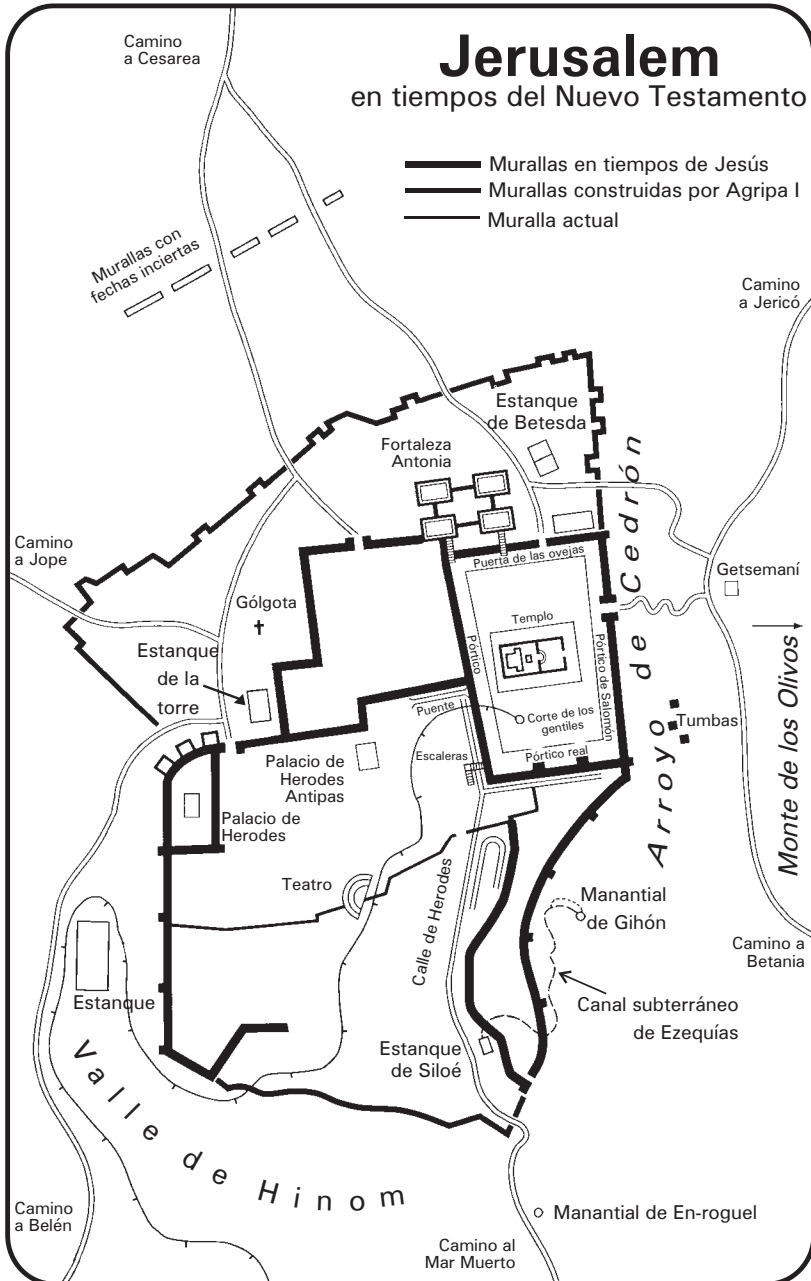 Camino
a Cesarea
Jerusalem
en tiempos del Nuevo Testamento
Murallas en tiempos de Jesús
Murallas construidas por Agripa I
Muralla actual
Murallas con
fechas inciertas
Camino
a Jericó
Estanque
de Betesda
Fortaleza
Antonia
Arroyo de Cedrón
Camino
a Jope
Puerta de las ovejas
Getsemaní
Gólgota
Templo
Pórtico
Pórtico de Salomón
Estanque
de la
torre
Monte de los Olivos
Puente
Corte de los
gentiles
Tumbas
Escaleras
Pórtico real
Palacio de
Herodes
Antipas
Palacio de
Herodes
Teatro
Calle de Herodes
Manantial
de Gihón
Camino a
Betania
Estanque
Canal subterráneo
de Ezequías
Estanque
de Siloé
Valle de Hinom
Camino
a Belén
Manantial de En-roguel
Camino al
Mar Muerto